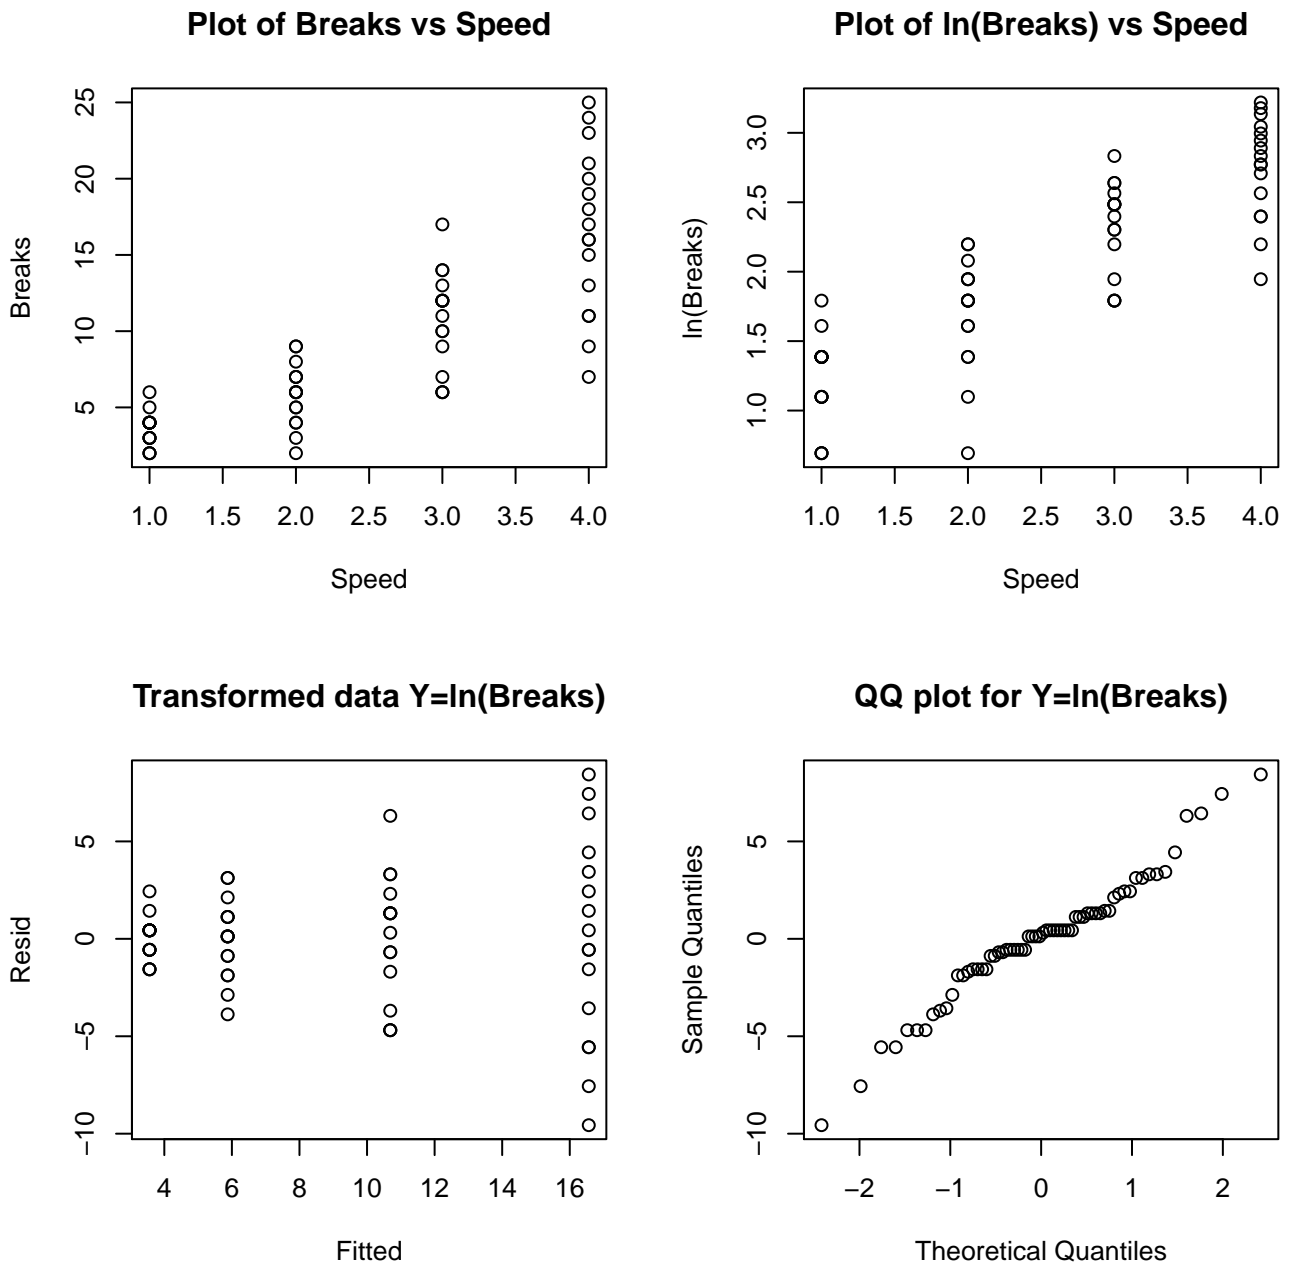 Plot of Breaks vs Speed
Breaks
25
20
15
10
5
1.0 1.5 2.0 2.5 3.0 3.5 4.0
Speed
Plot of ln(Breaks) vs Speed
ln(Breaks)
3.0
2.5
2.0
1.5
1.0
1.0 1.5 2.0 2.5 3.0 3.5 4.0
Speed
Transformed data Y=ln(Breaks)
Resid
5
0
−5
−10
4 6 8 10 12 14 16
Fitted
QQ plot for Y=ln(Breaks)
Sample Quantiles
5
0
−5
−10
−2 −1 0 1 2
Theoretical Quantiles